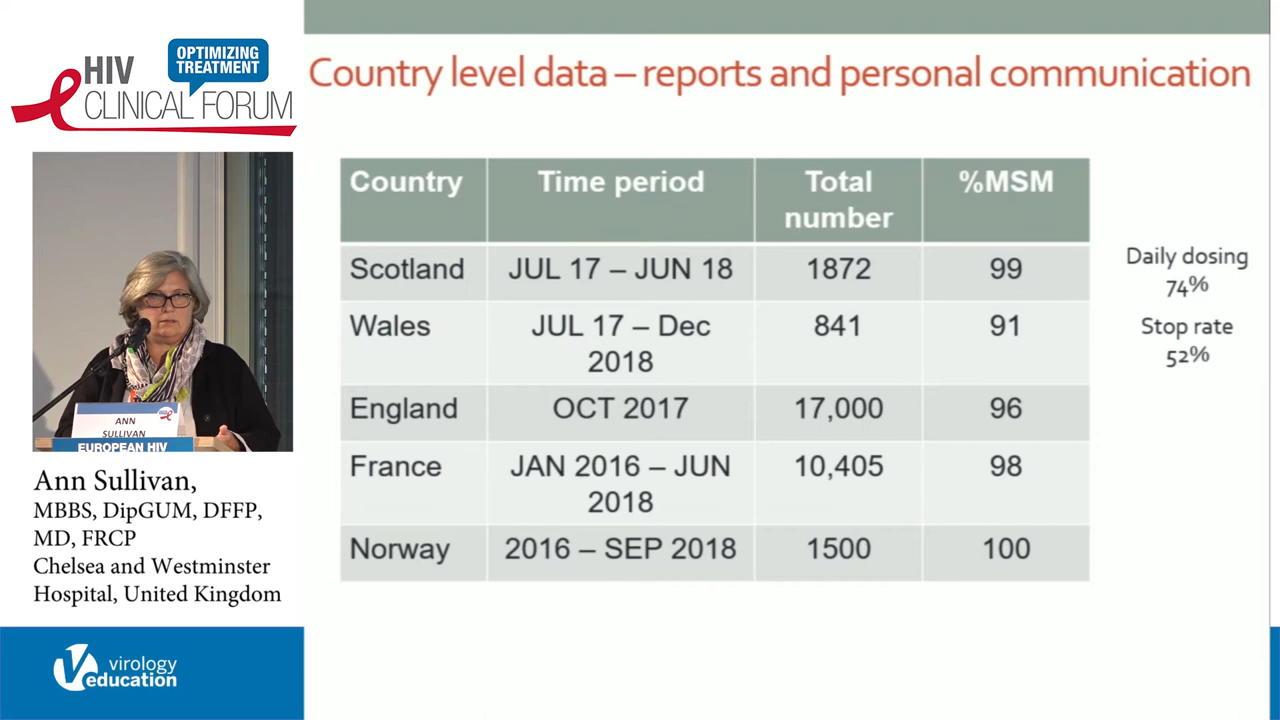 HIV
OPTIMIZING
TREATMENT
CLINICAL FORUM
Country level data – reports and personal communication
Country Time period Total number %MSM
Scotland JUL 17 – JUN 18 1872 99
Daily dosing
74%
Wales JUL 17 – Dec 2018 841 91
Stop rate
52%
England OCT 2017 17,000 96
France JAN 2016 – JUN 2018 10,405 98
Norway 2016 – SEP 2018 1500 100
ANN
SULLIVAN
EUROPEAN HIV
Ann Sullivan,
MBBS, DipGUM, DFFP,
MD, FRCP
Chelsea and Westminster
Hospital, United Kingdom
virology
education